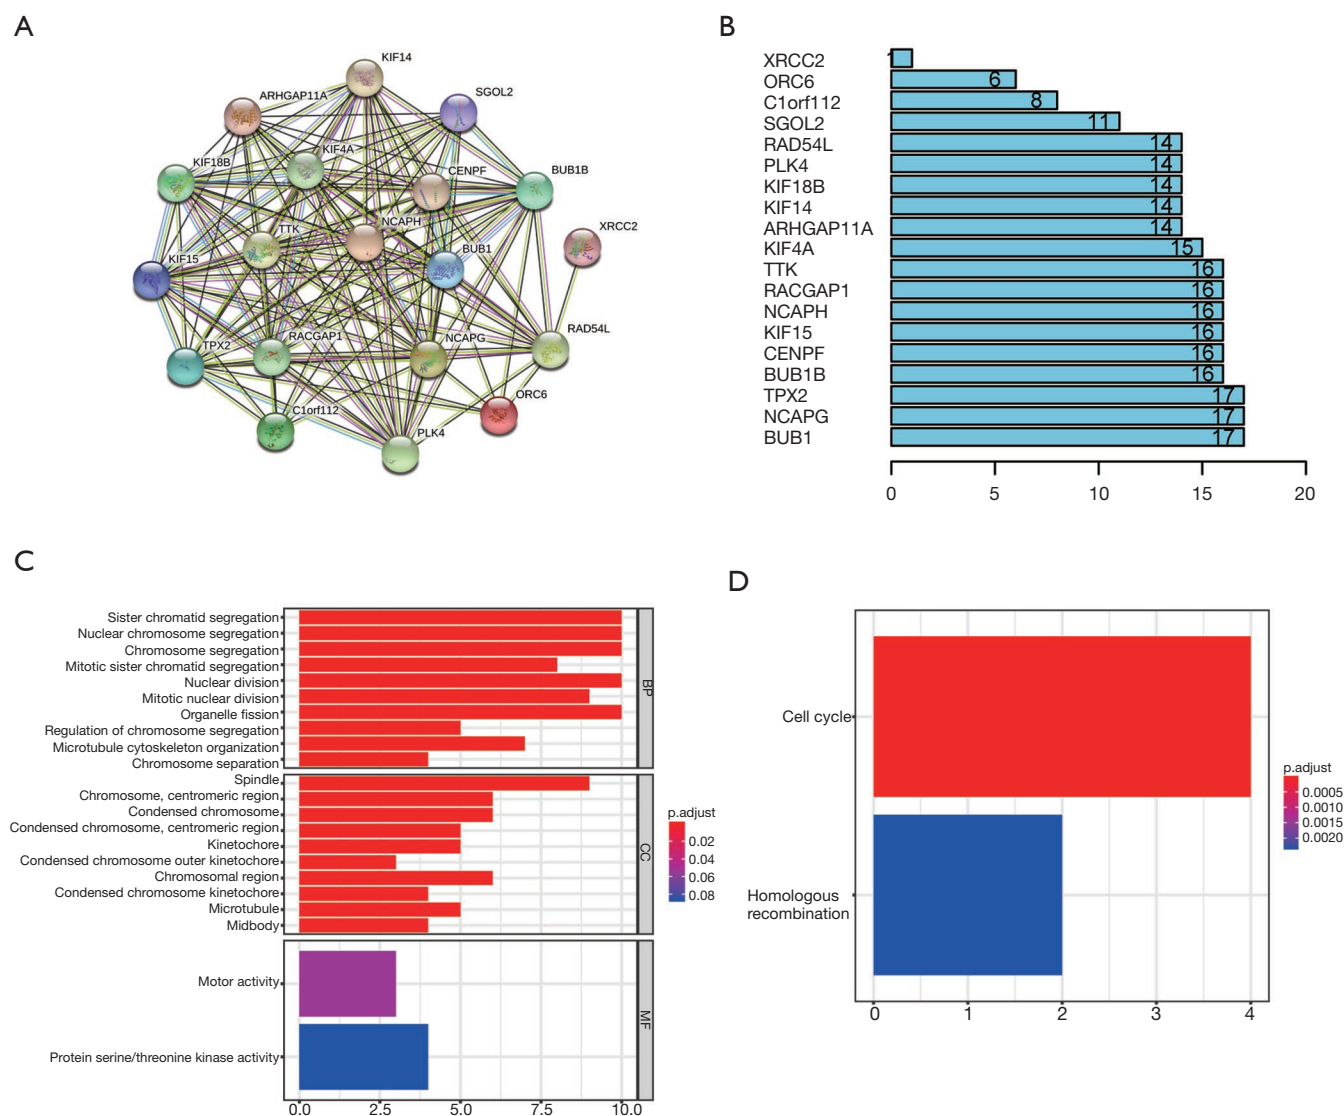 A
KIF14
ARHGAP11A
SGOL2
KIF18B
KIF4A
CENPF
BUB1B
TTK
NCAPH
XRCC2
KIF15
BUB1
TPX2
RACGAP1
NCAPG
RAD54L
C1orf112
ORC6
PLK4
B
XRCC2 1
ORC6 6
C1orf112 8
SGOL2 11
RAD54L 14
PLK4 14
KIF18B 14
KIF14 14
ARHGAP11A 14
KIF4A 15
TTK 16
RACGAP1 16
NCAPH 16
KIF15 16
CENPF 16
BUB1B 16
TPX2 17
NCAPG 17
BUB1 17
0 5 10 15 20
C
Sister chromatid segregation
Nuclear chromosome segregation
Chromosome segregation
Mitotic sister chromatid segregation
Nuclear division
Mitotic nuclear division
Organelle fission
Regulation of chromosome segregation
Microtubule cytoskeleton organization
Chromosome separation
BP
Spindle
Chromosome, centromeric region
Condensed chromosome
Condensed chromosome, centromeric region
Kinetochore
Condensed chromosome outer kinetochore
Chromosomal region
Condensed chromosome kinetochore
Microtubule
Midbody
CC
Motor activity
Protein serine/threonine kinase activity
MF
0.0 2.5 5.0 7.5 10.0
p.adjust
0.02
0.04
0.06
0.08
D
Cell cycle
Homologous
recombination
0 1 2 3 4
p.adjust
0.0005
0.0010
0.0015
0.0020